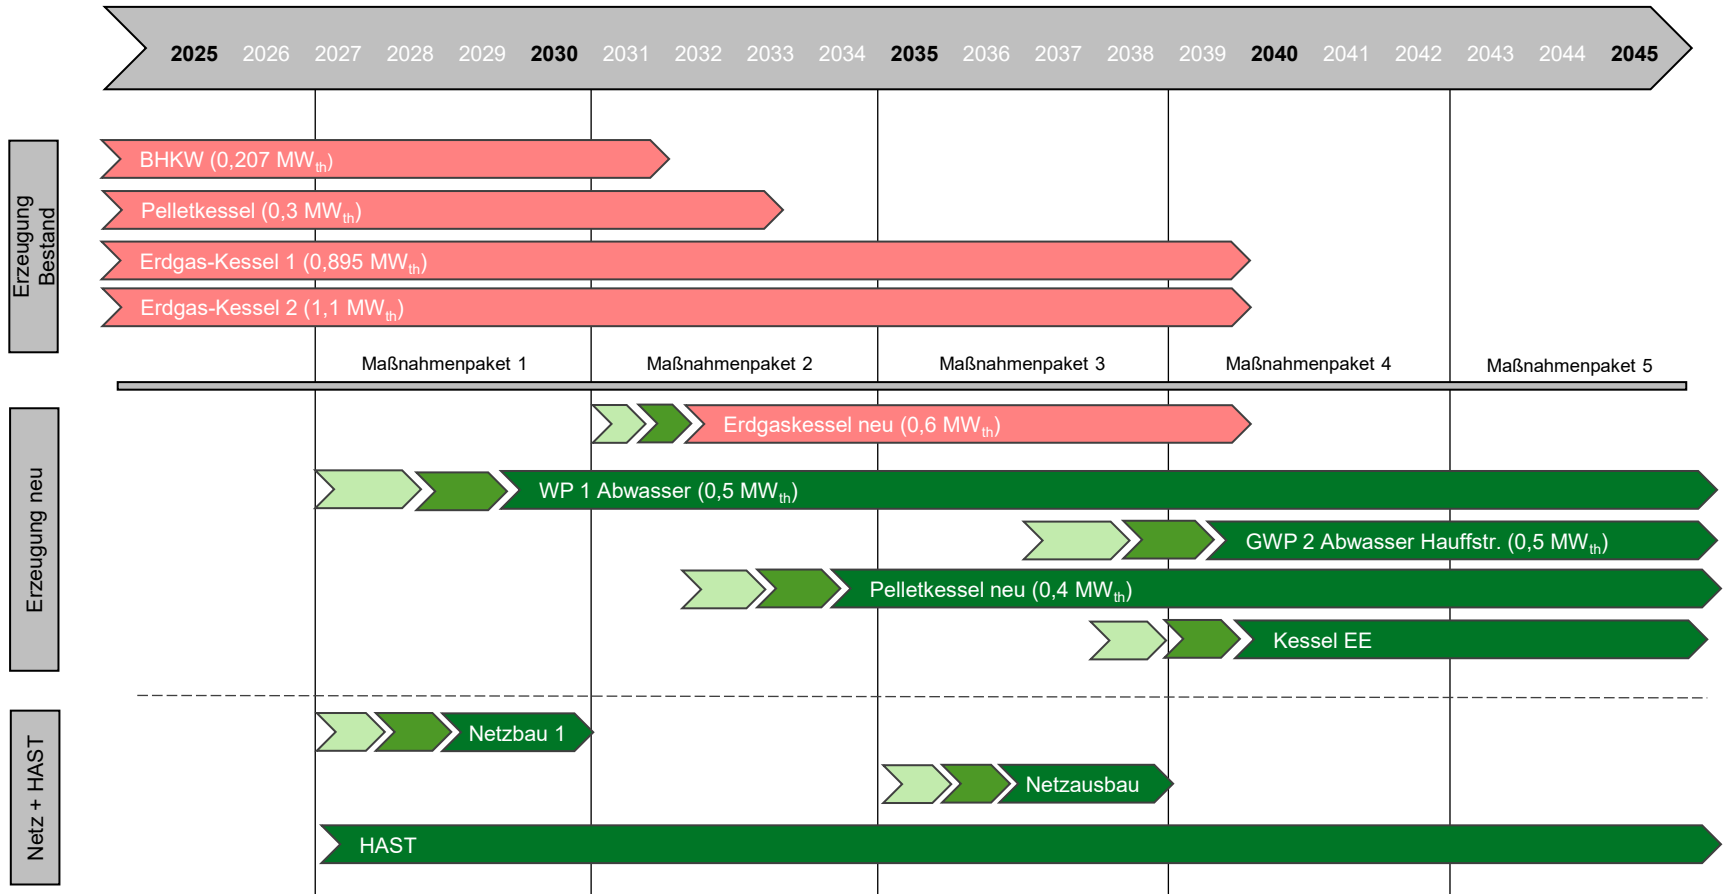 2025 2026 2027 2028 2029 2030 2031 2032 2033 2034 2035 2036 2037 2038 2039 2040 2041 2042 2043 2044 2045
Erzeugung
Bestand
BHKW (0,207 MWth)
Pelletkessel (0,3 MWth)
Erdgas-Kessel 1 (0,895 MWth)
Erdgas-Kessel 2 (1,1 MWth)
Maßnahmenpaket 1 Maßnahmenpaket 2 Maßnahmenpaket 3 Maßnahmenpaket 4 Maßnahmenpaket 5
Erzeugung neu
Erdgaskessel neu (0,6 MWth)
WP 1 Abwasser (0,5 MWth)
GWP 2 Abwasser Hauffstr. (0,5 MWth)
Pelletkessel neu (0,4 MWth)
Kessel EE
Netz + HAST
Netzbau 1
Netzausbau
HAST